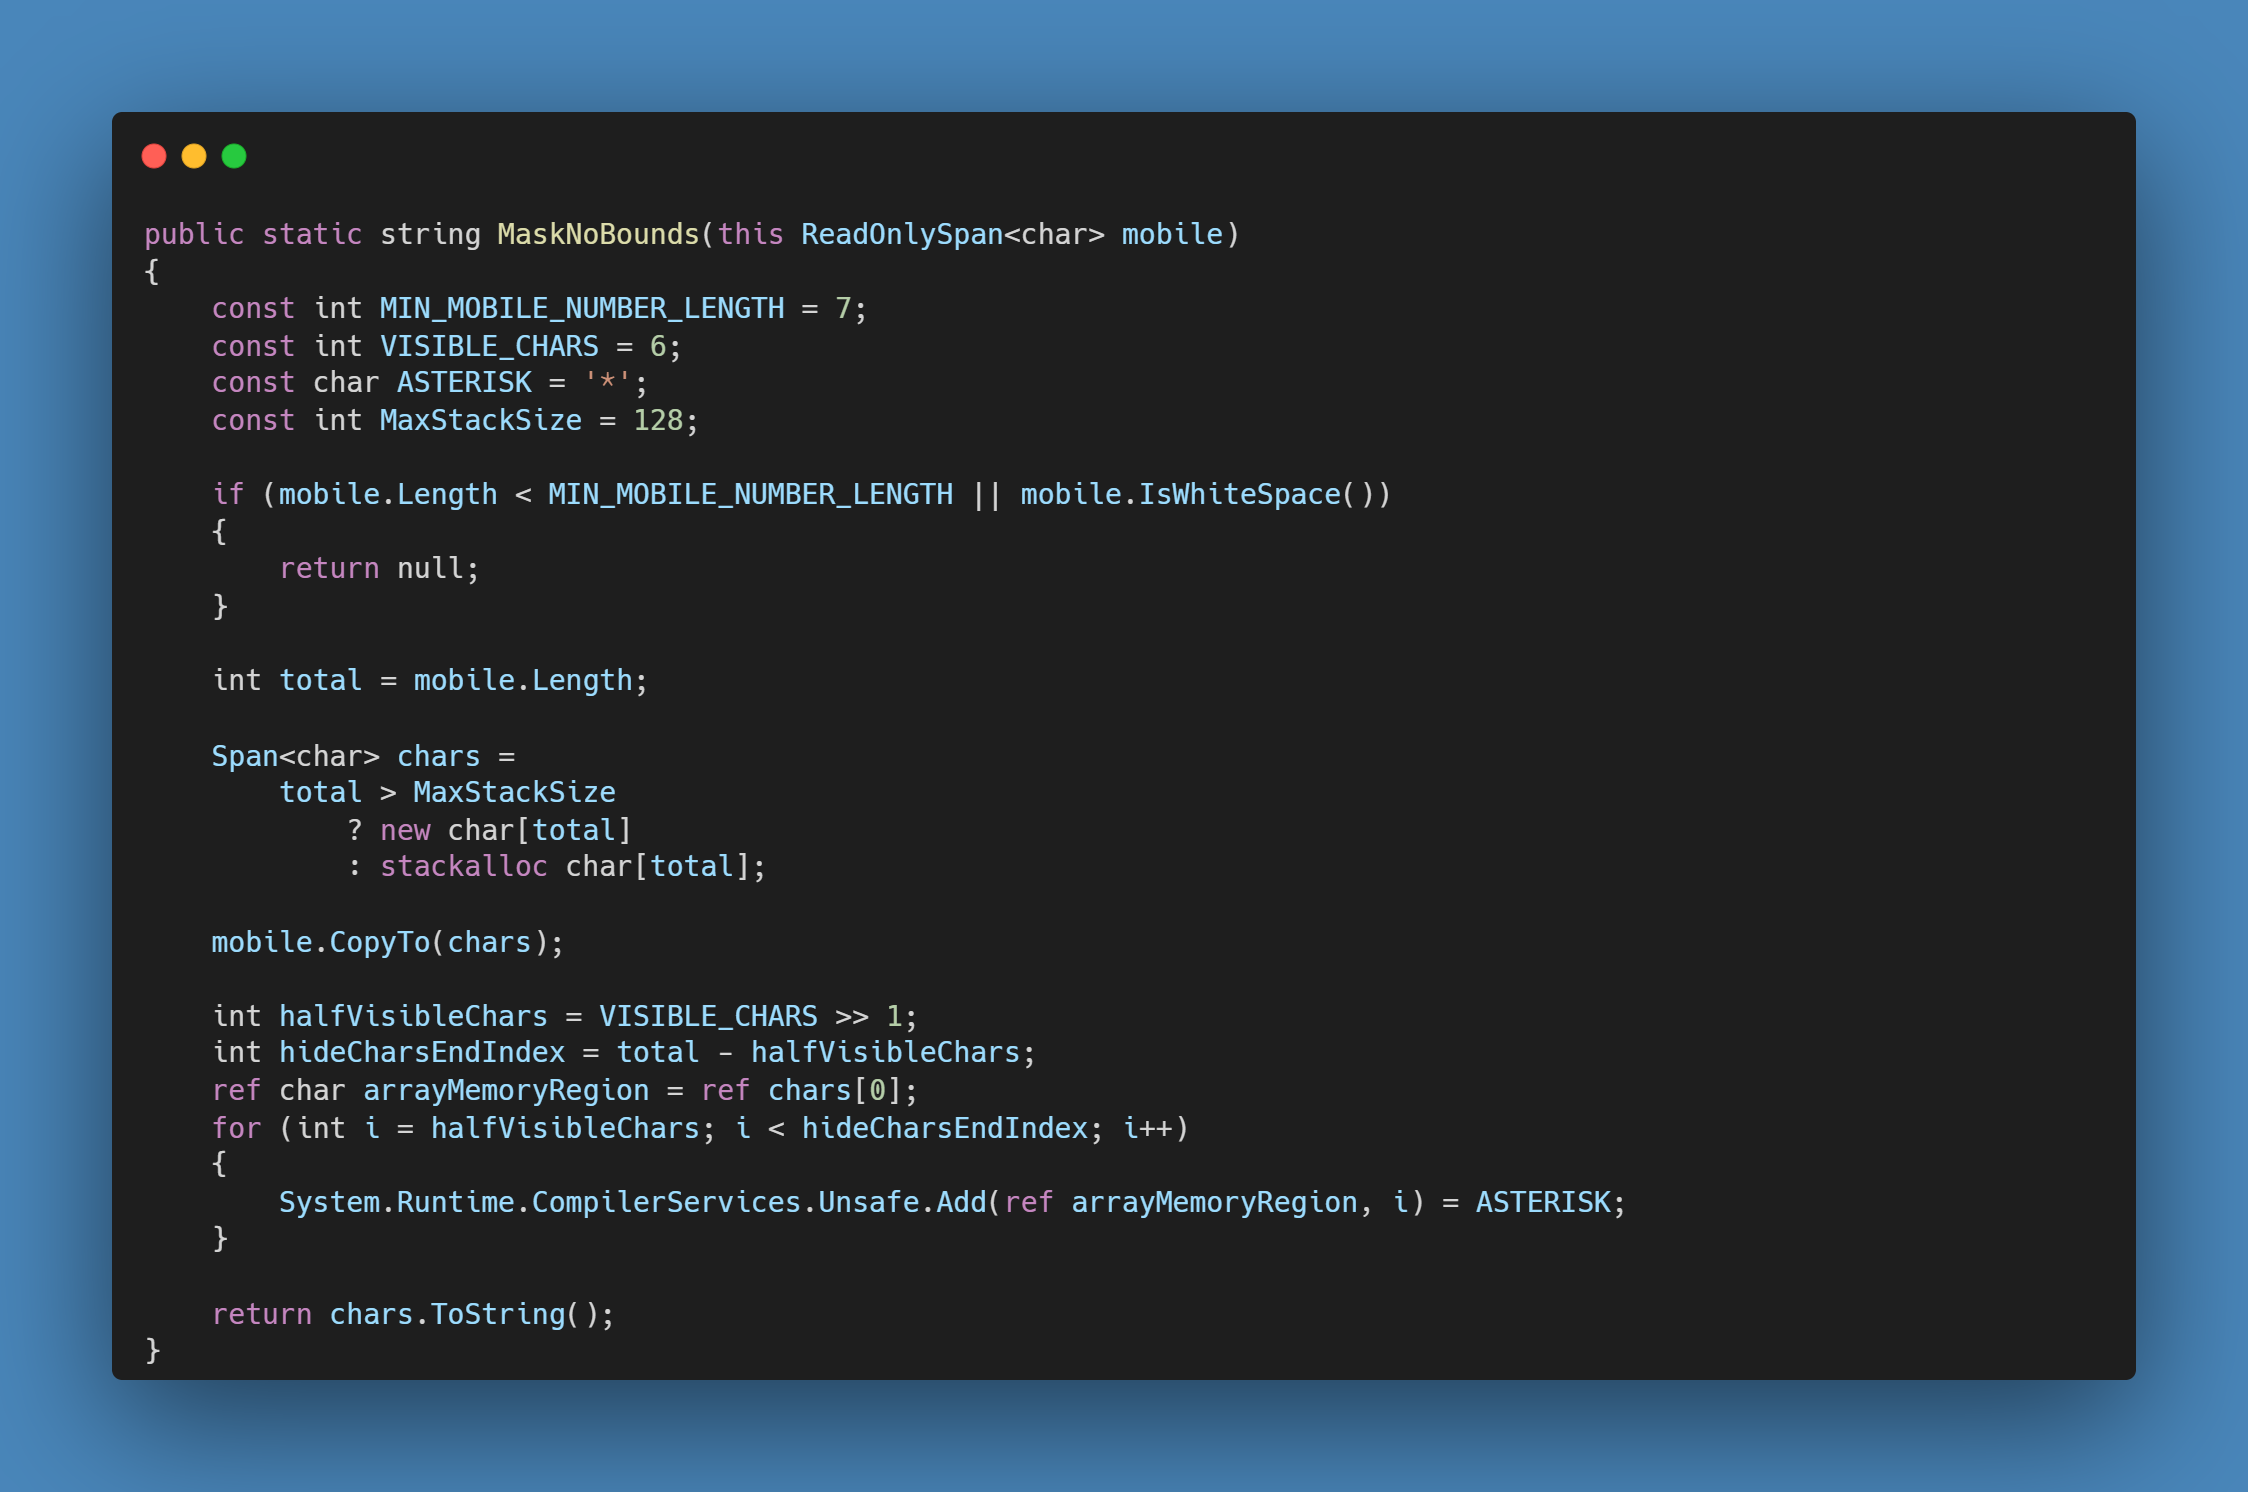 public static string MaskNoBounds(this ReadOnlySpan<char> mobile)
{
    const int MIN_MOBILE_NUMBER_LENGTH = 7;
    const int VISIBLE_CHARS = 6;
    const char ASTERISK = '*';
    const int MaxStackSize = 128;

    if (mobile.Length < MIN_MOBILE_NUMBER_LENGTH || mobile.IsWhiteSpace())
    {
        return null;
    }

    int total = mobile.Length;

    Span<char> chars =
        total > MaxStackSize
            ? new char[total]
            : stackalloc char[total];

    mobile.CopyTo(chars);

    int halfVisibleChars = VISIBLE_CHARS >> 1;
    int hideCharsEndIndex = total - halfVisibleChars;
    ref char arrayMemoryRegion = ref chars[0];
    for (int i = halfVisibleChars; i < hideCharsEndIndex; i++)
    {
        System.Runtime.CompilerServices.Unsafe.Add(ref arrayMemoryRegion, i) = ASTERISK;
    }

    return chars.ToString();
}